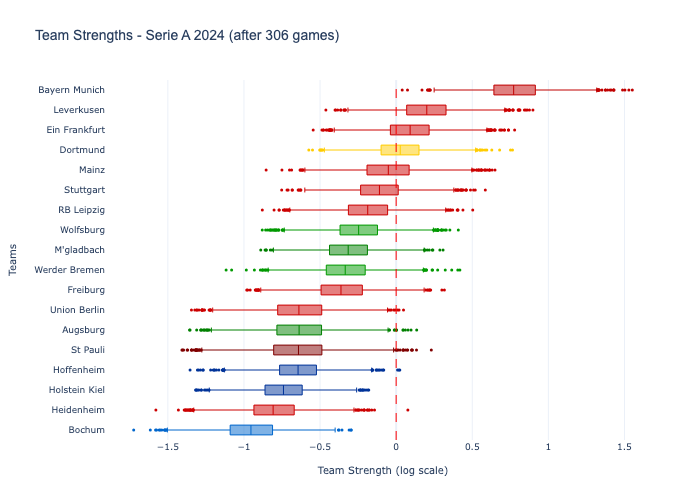 Team Strengths - Serie A 2024 (after 306 games)
Bayern Munich
Leverkusen
Ein Frankfurt
Dortmund
Mainz
Stuttgart
RB Leipzig
Wolfsburg
M'gladbach
Werder Bremen
Freiburg
Union Berlin
Augsburg
St Pauli
Hoffenheim
Holstein Kiel
Heidenheim
Bochum
Teams
−1.5 −1 −0.5 0 0.5 1 1.5
Team Strength (log scale)